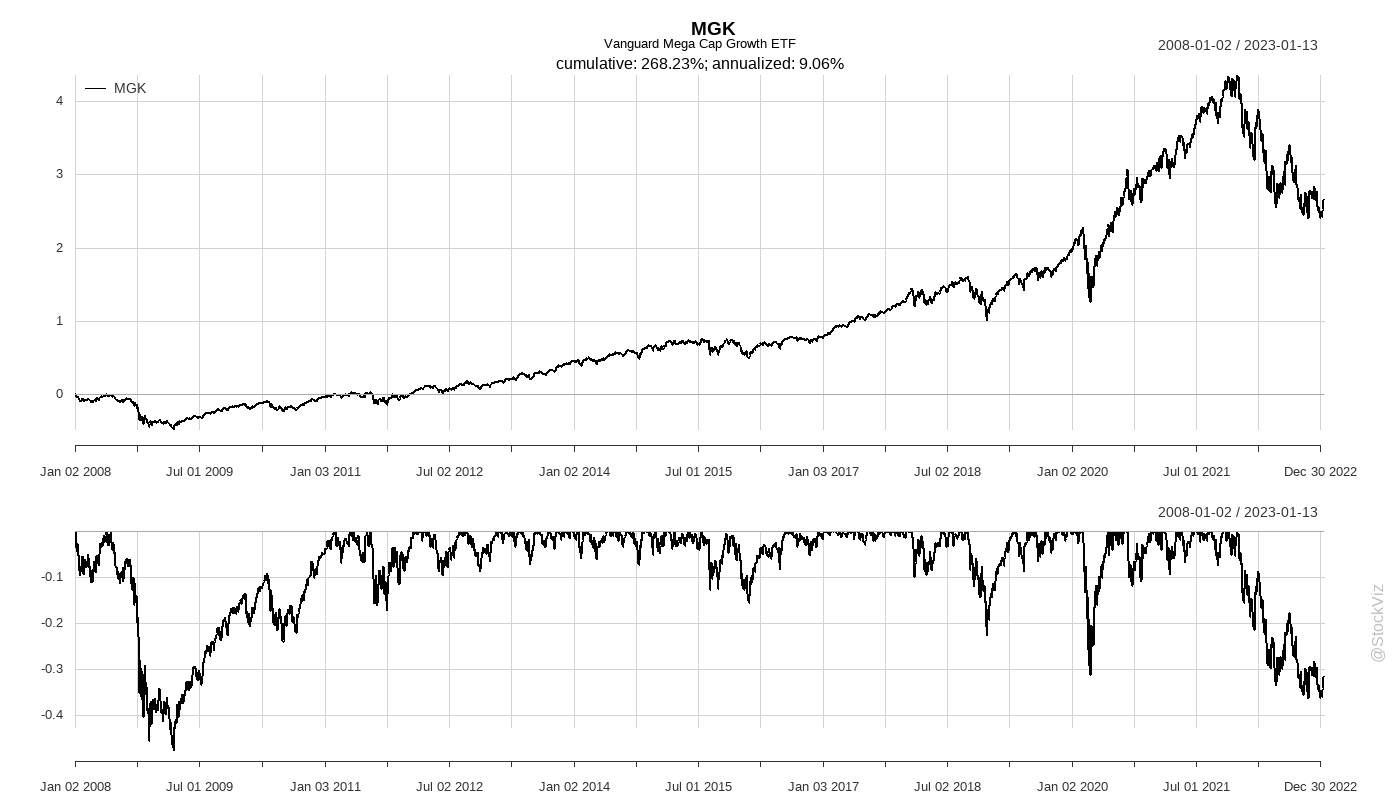 MGK
Vanguard Mega Cap Growth ETF
cumulative: 268.23%; annualized: 9.06%
2008-01-02 / 2023-01-13
MGK
4
3
2
1
0
Jan 02 2008 Jul 01 2009 Jan 03 2011 Jul 02 2012 Jan 02 2014 Jul 01 2015 Jan 03 2017 Jul 02 2018 Jan 02 2020 Jul 01 2021 Dec 30 2022
2008-01-02 / 2023-01-13
-0.1
-0.2
-0.3
-0.4
Jan 02 2008 Jul 01 2009 Jan 03 2011 Jul 02 2012 Jan 02 2014 Jul 01 2015 Jan 03 2017 Jul 02 2018 Jan 02 2020 Jul 01 2021 Dec 30 2022
@StockViz